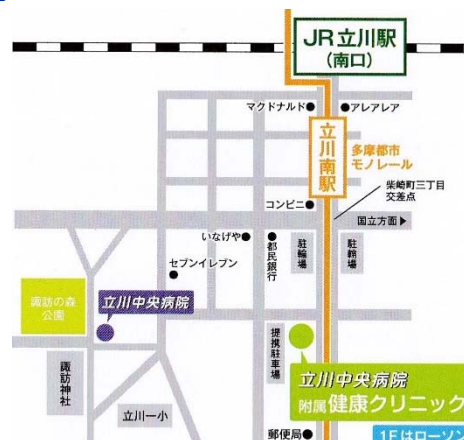 JR立川駅
(南口)
マクドナルド
アレアレア
立川南駅
多摩都市
モノレール
柴崎町三丁目
交差点
コンビニ
国立方面▶
いなげや
都民銀行
駐輪場
駐輪場
セブンイレブン
諏訪の森
公園
立川中央病院
提携駐車場
諏訪神社
立川一小
立川中央病院
附属健康クリニック
郵便局
1Fはローソン